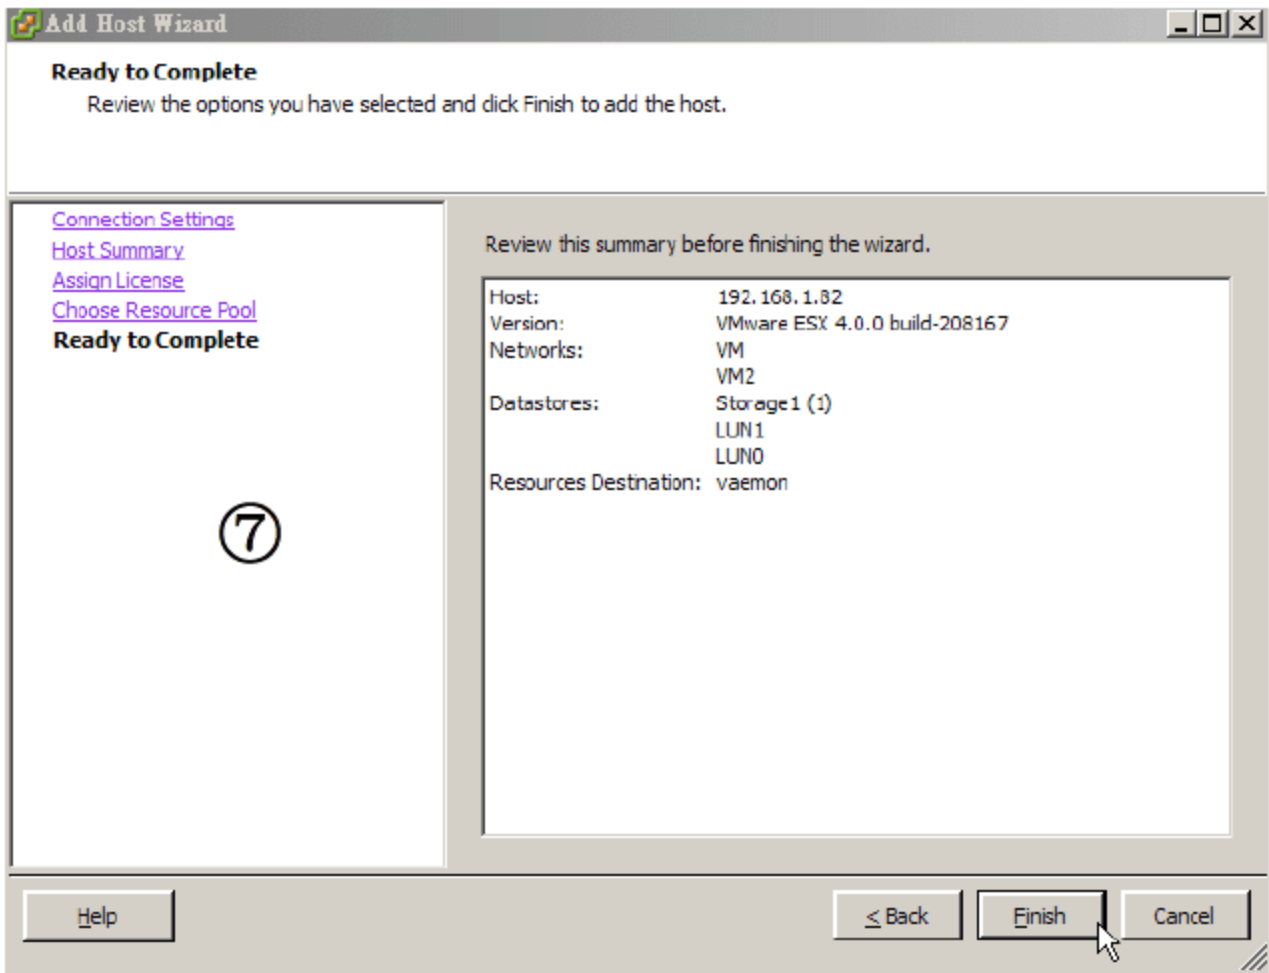 Add Host Wizard
Ready to Complete
Review the options you have selected and click Finish to add the host.
Connection Settings
Host Summary
Assign License
Choose Resource Pool
Ready to Complete
⑦
Review this summary before finishing the wizard.
Host: 192.168.1.82
Version: VMware ESX 4.0.0 build-208167
Networks: VM
VM2
Datastores: Storage1 (1)
LUN1
LUN0
Resources Destination: vaemon
Help
< Back
Finish
Cancel